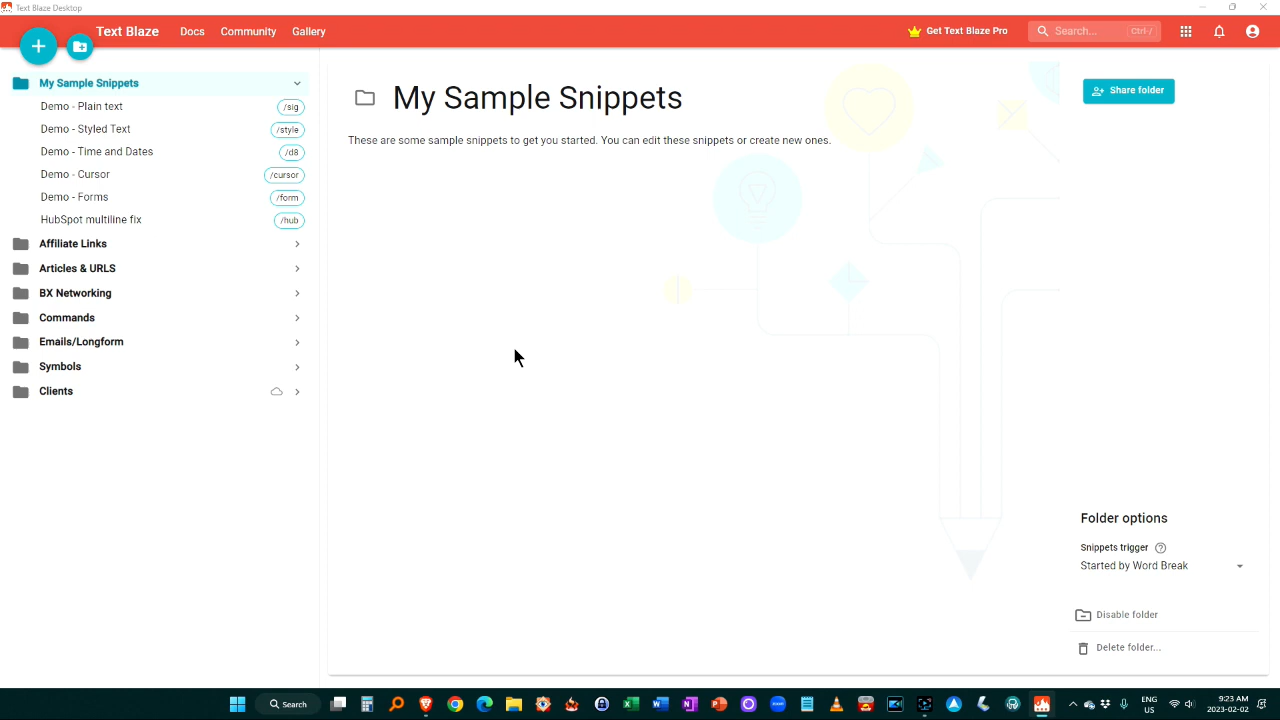 Text Blaze Desktop
Text Blaze Docs Community Gallery Get Text Blaze Pro Search... Ctrl-/
My Sample Snippets
Demo - Plain text /sig
Demo - Styled Text /style
Demo - Time and Dates /d8
Demo - Cursor /cursor
Demo - Forms /form
HubSpot multiline fix /hub
Affiliate Links
Articles & URLS
BX Networking
Commands
Emails/Longform
Symbols
Clients
My Sample Snippets
These are some sample snippets to get you started. You can edit these snippets or create new ones.
Share folder
Folder options
Snippets trigger
Started by Word Break
Disable folder
Delete folder...
Search
ENG
US
9:23 AM
2023-02-02